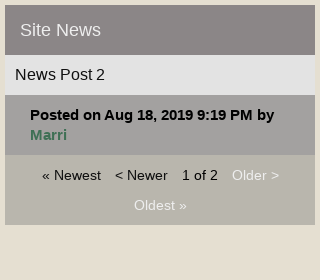 Site News
News Post 2
Posted on Aug 18, 2019 9:19 PM by
Marri
« Newest < Newer 1 of 2 Older >
Oldest »